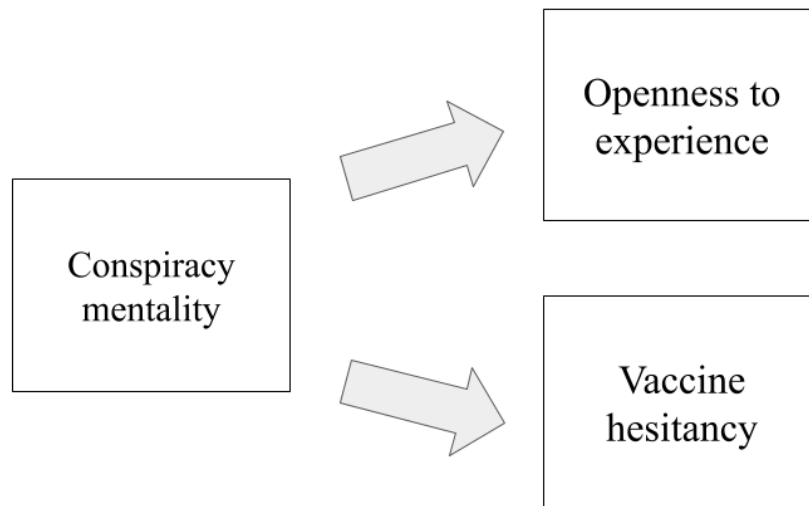 Openness to
experience
Conspiracy
mentality
Vaccine
hesitancy